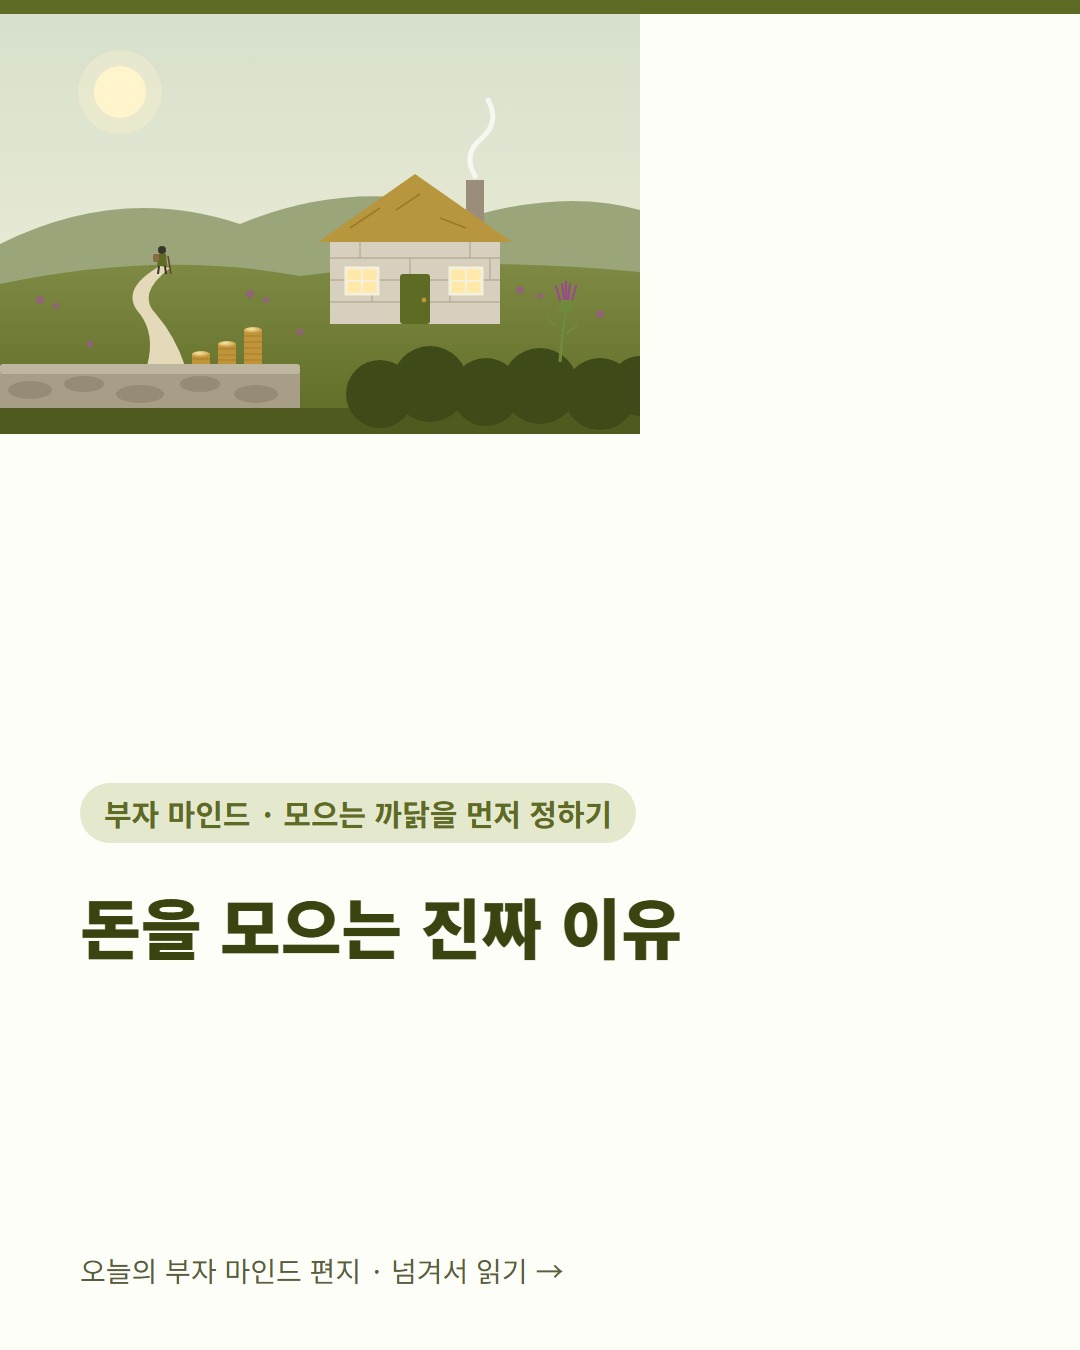 부자 마인드 · 모으는 까닭을 먼저 정하기
돈을 모으는 진짜 이유
오늘의 부자 마인드 편지 · 넘겨서 읽기 →